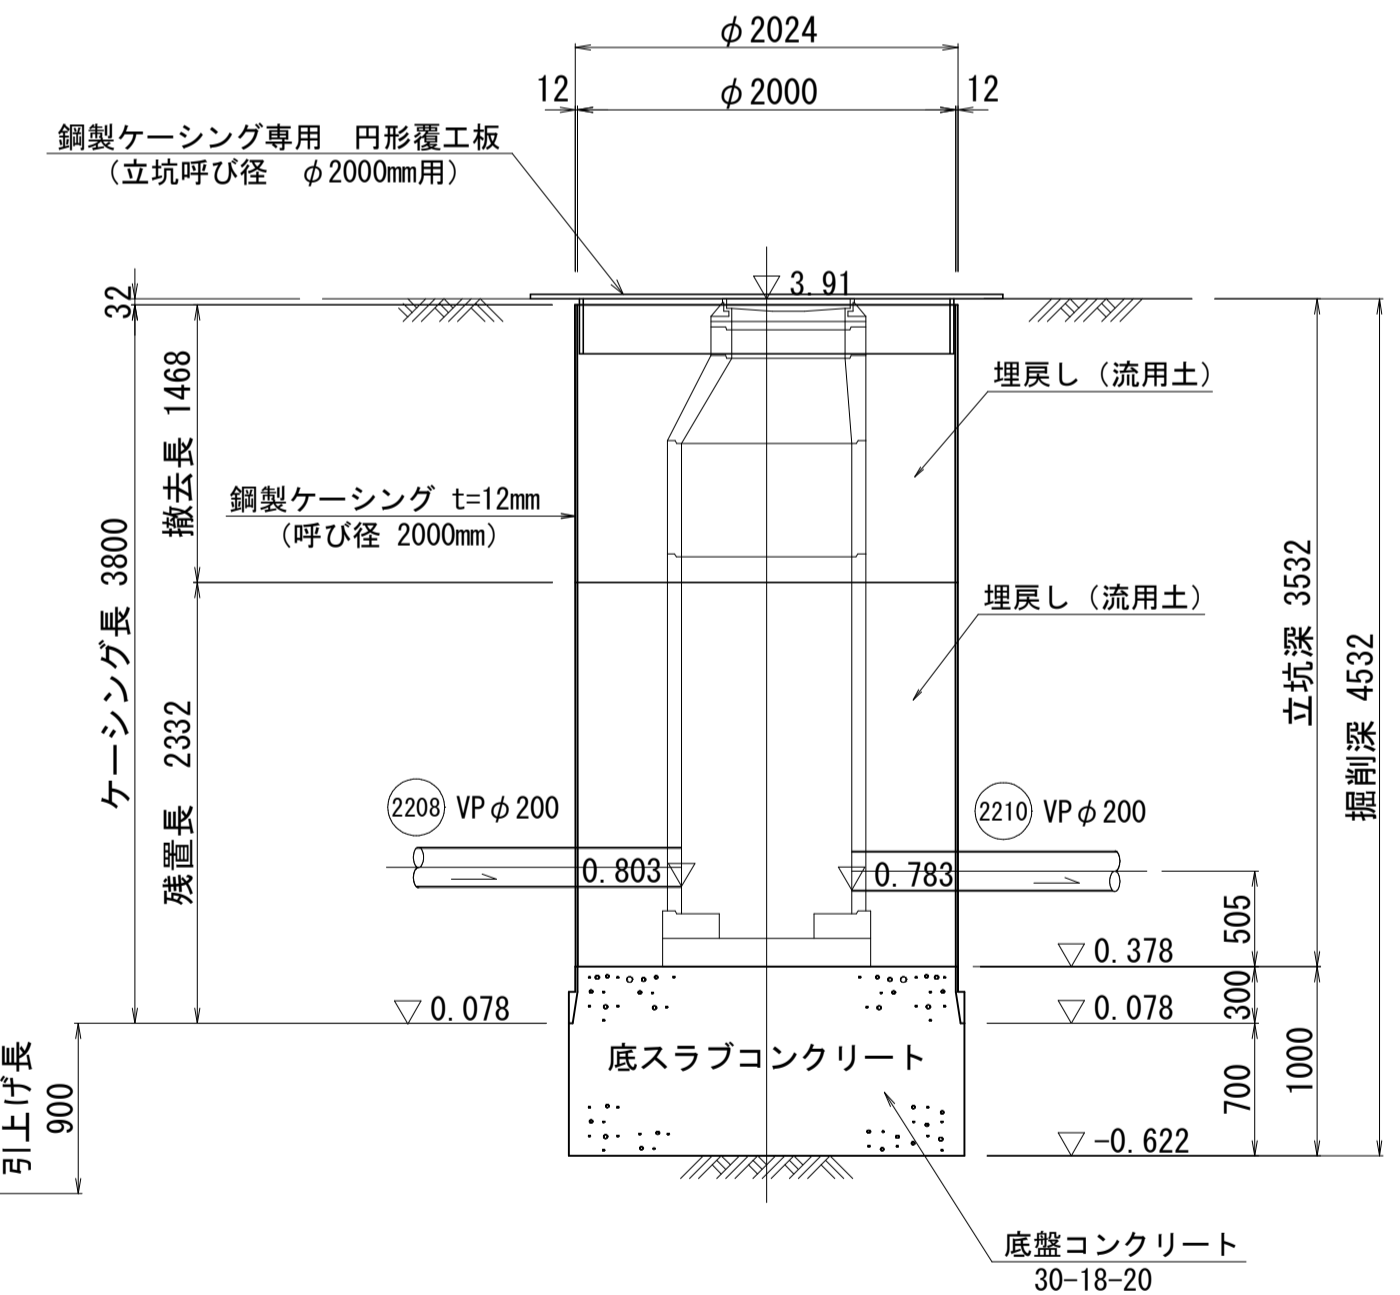 φ2024
12
φ2000
12
鋼製ケーシング専用　円形覆工板
（立坑呼び径　φ2000mm用）
3.91
32
撤去長 1468
埋戻し（流用土）
鋼製ケーシング t=12mm
（呼び径 2000mm）
ケーシング長 3800
埋戻し（流用土）
立坑深 3532
掘削深 4532
残置長 2332
2208 VPφ200
2210 VPφ200
0.803
0.783
505
0.378
300
0.078
0.078
底スラブコンクリート
引上げ長
900
700
1000
-0.622
底盤コンクリート
30-18-20